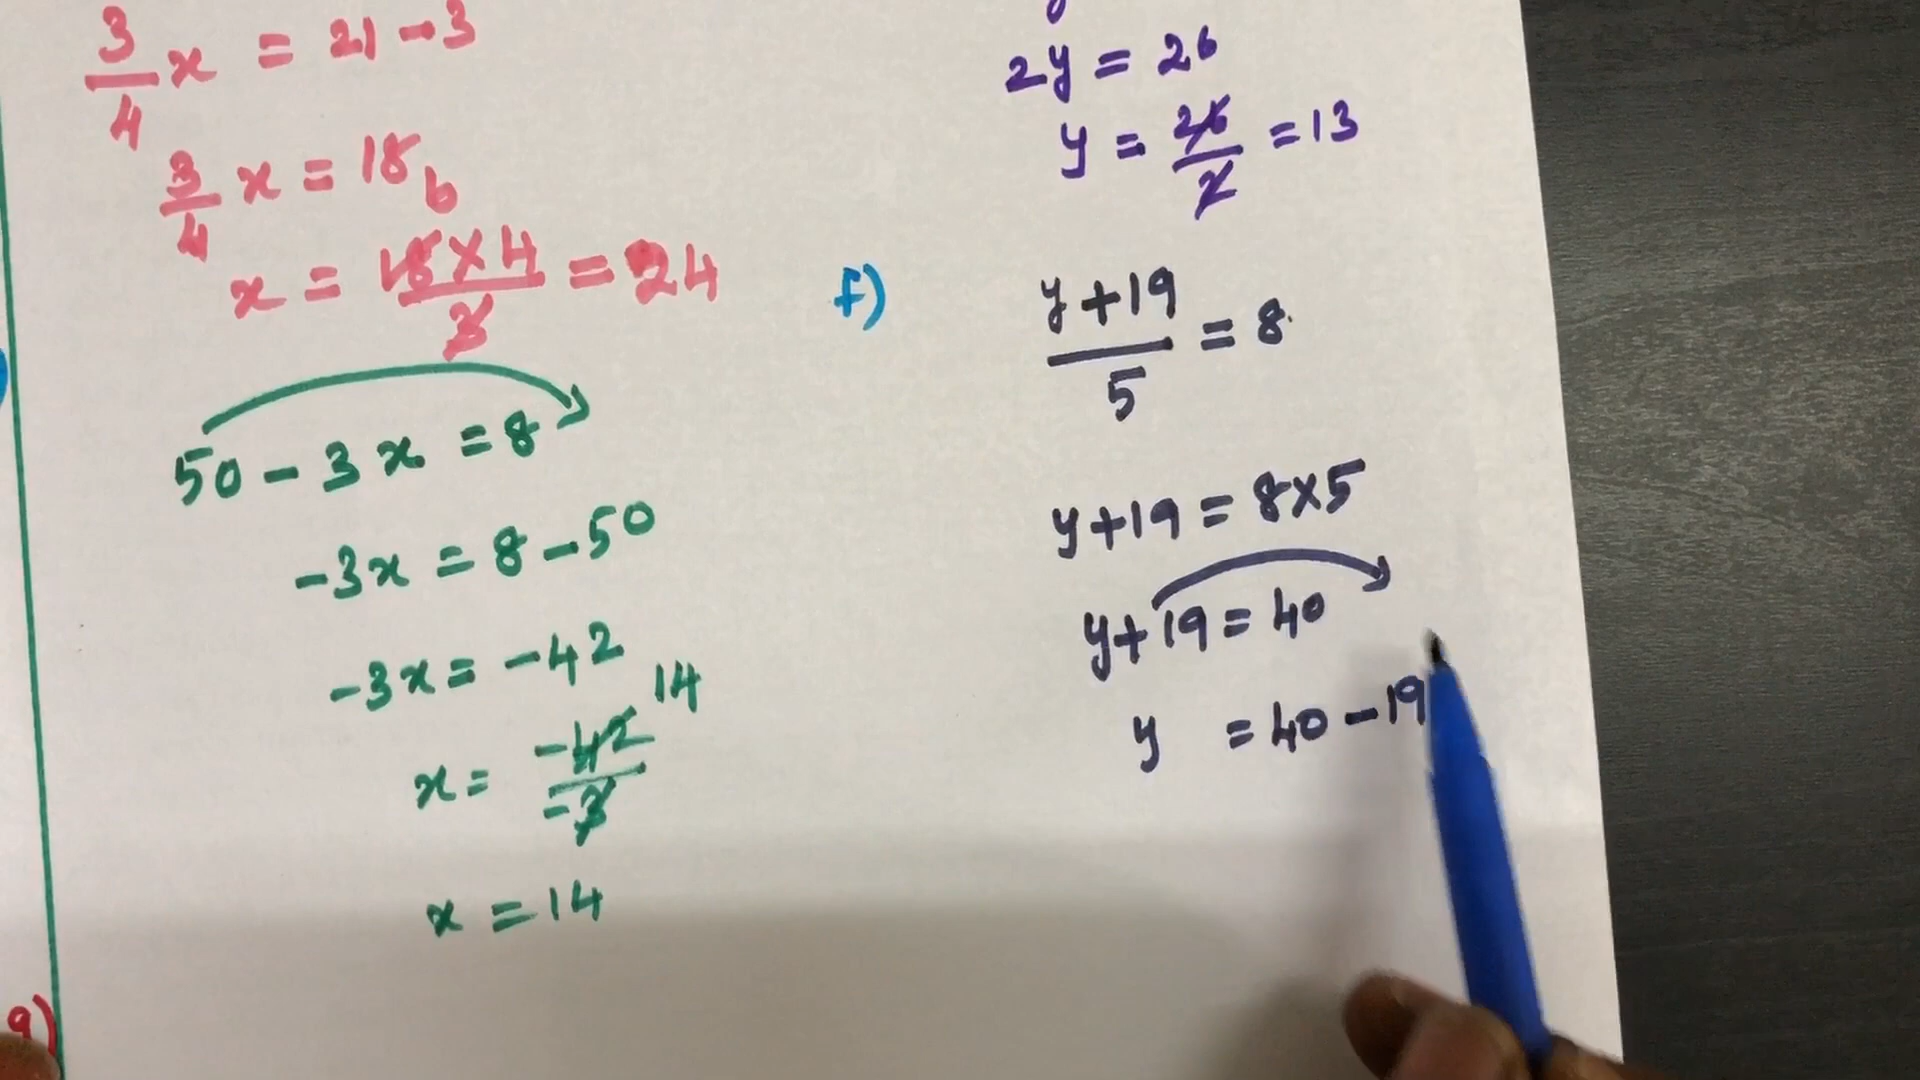 3/4 x = 21 - 3
3/4 x = 18
6
x = 18 × 4 / 3 = 24
50 - 3x = 8
-3x = 8 - 50
-3x = -42
14
x = -42 / -3
x = 14
9)
2y = 26
y = 26 / 2 = 13
f)
y + 19 / 5 = 8
y + 19 = 8 × 5
y + 19 = 40
y = 40 - 19